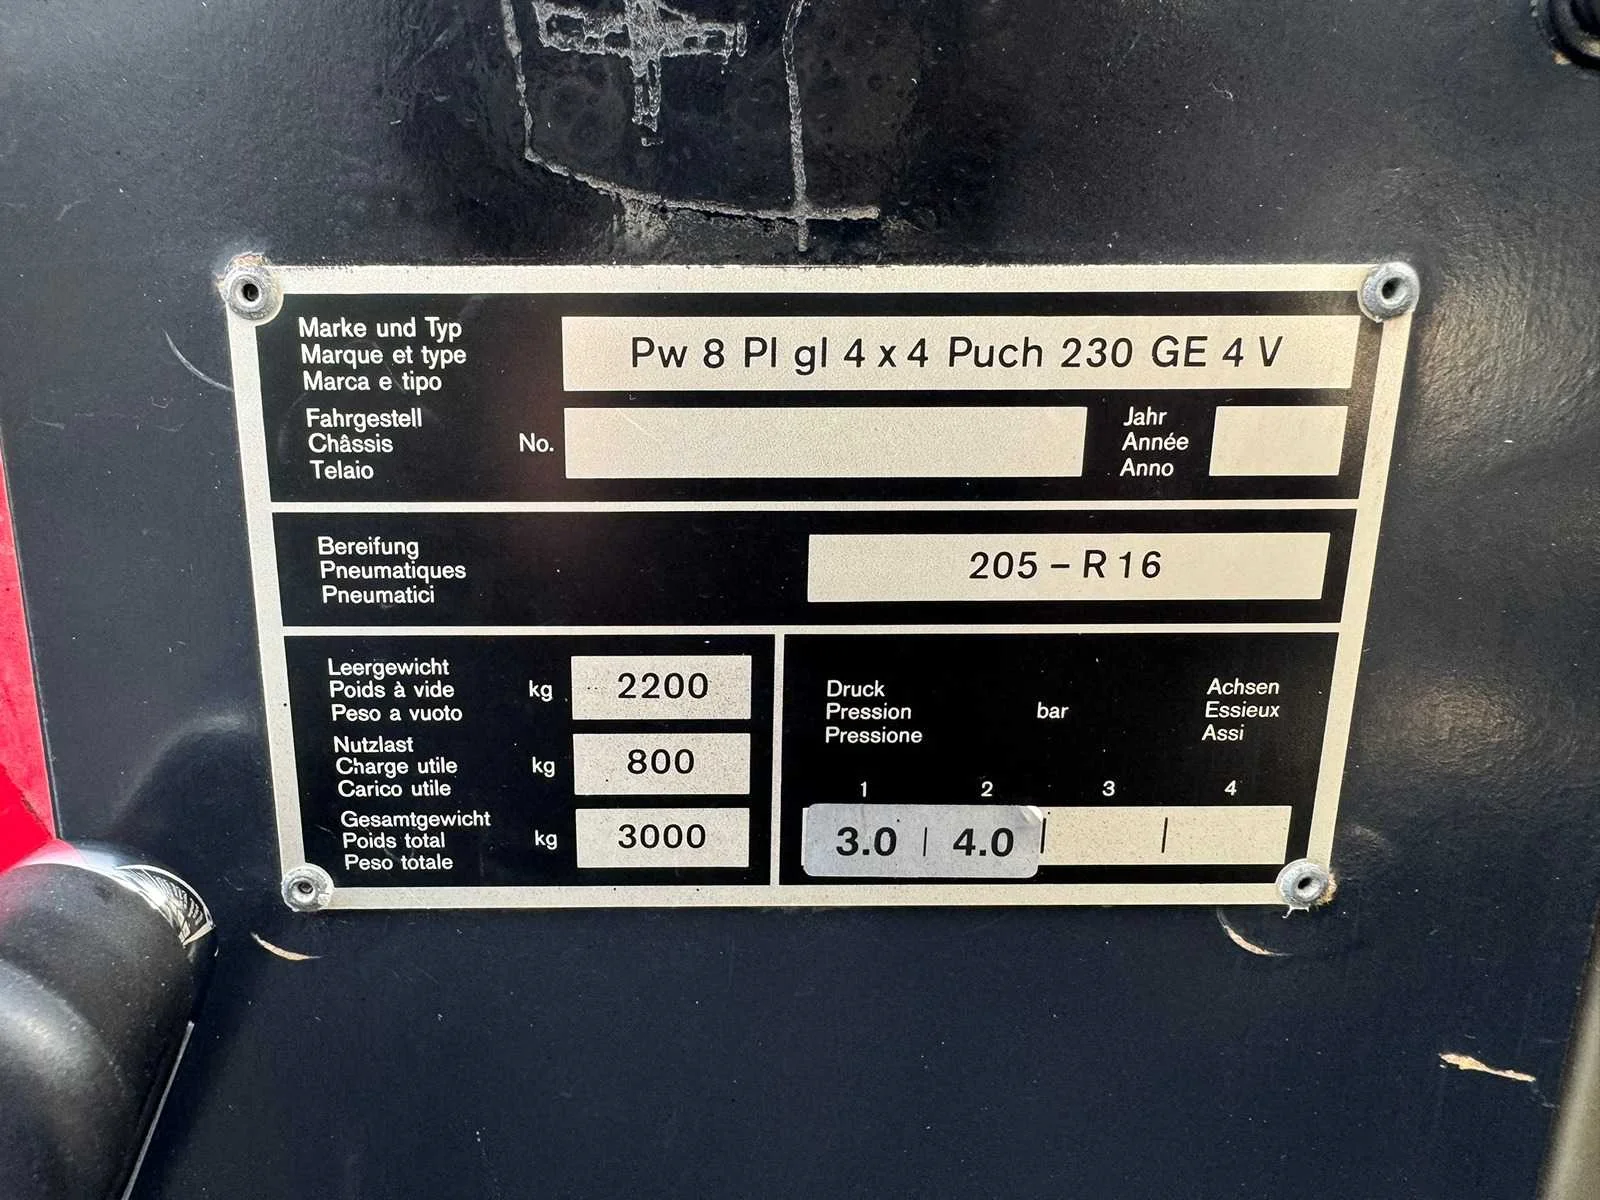 Marke und Typ
Marque et type
Marca e tipo
Pw 8 Pl gl 4 x 4 Puch 230 GE 4 V
Fahrgestell
Châssis
Telaio
No.
Jahr
Année
Anno
Bereifung
Pneumatiques
Pneumatici
205 – R 16
Leergewicht
Poids à vide
Peso a vuoto
kg
2200
Nutzlast
Charge utile
Carico utile
kg
800
Gesamtgewicht
Poids total
Peso totale
kg
3000
Druck
Pression
Pressione
bar
Achsen
Essieux
Assi
1 2 3 4
3.0 | 4.0 | |